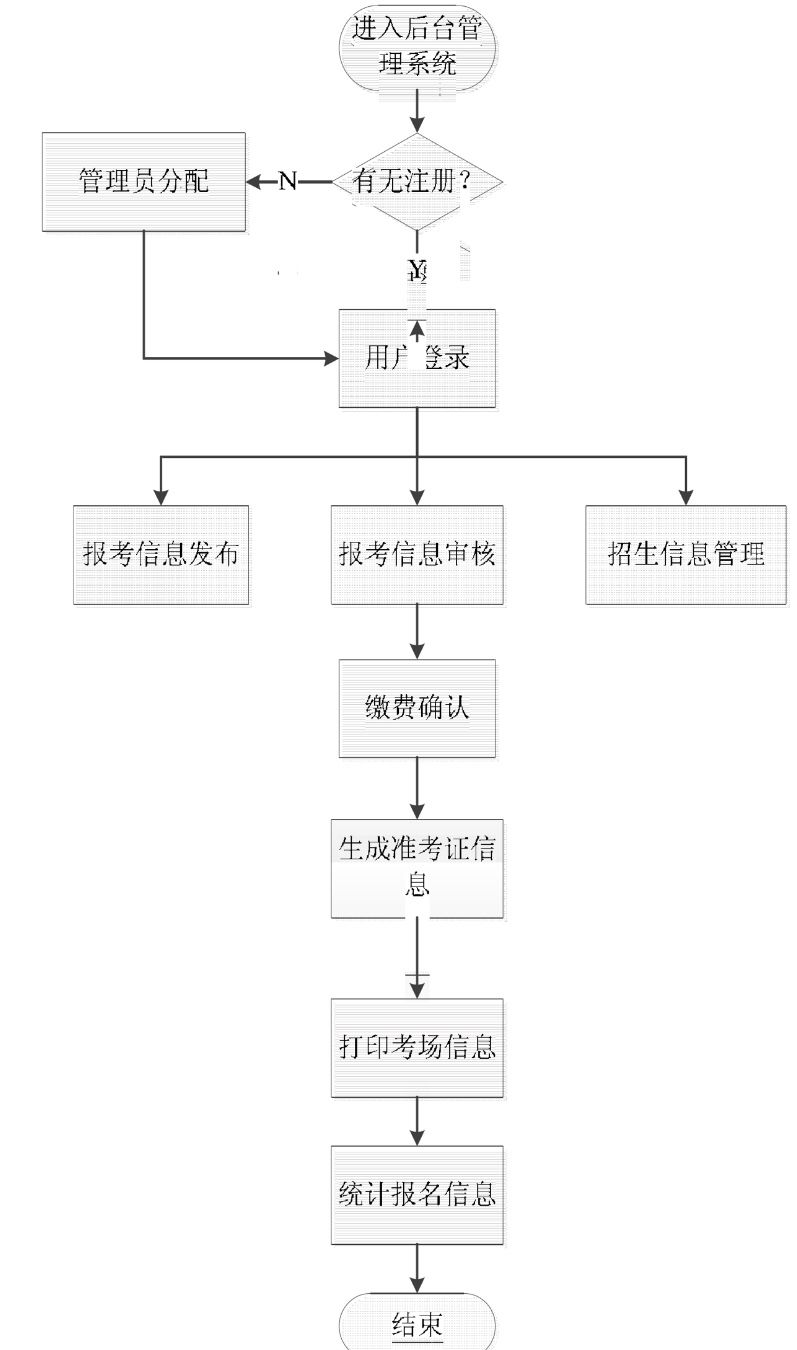 进入后台管
理系统
有无注册？
N
管理员分配
Y
用户登录
报考信息发布
报考信息审核
招生信息管理
缴费确认
生成准考证信
息
打印考场信息
统计报名信息
结束